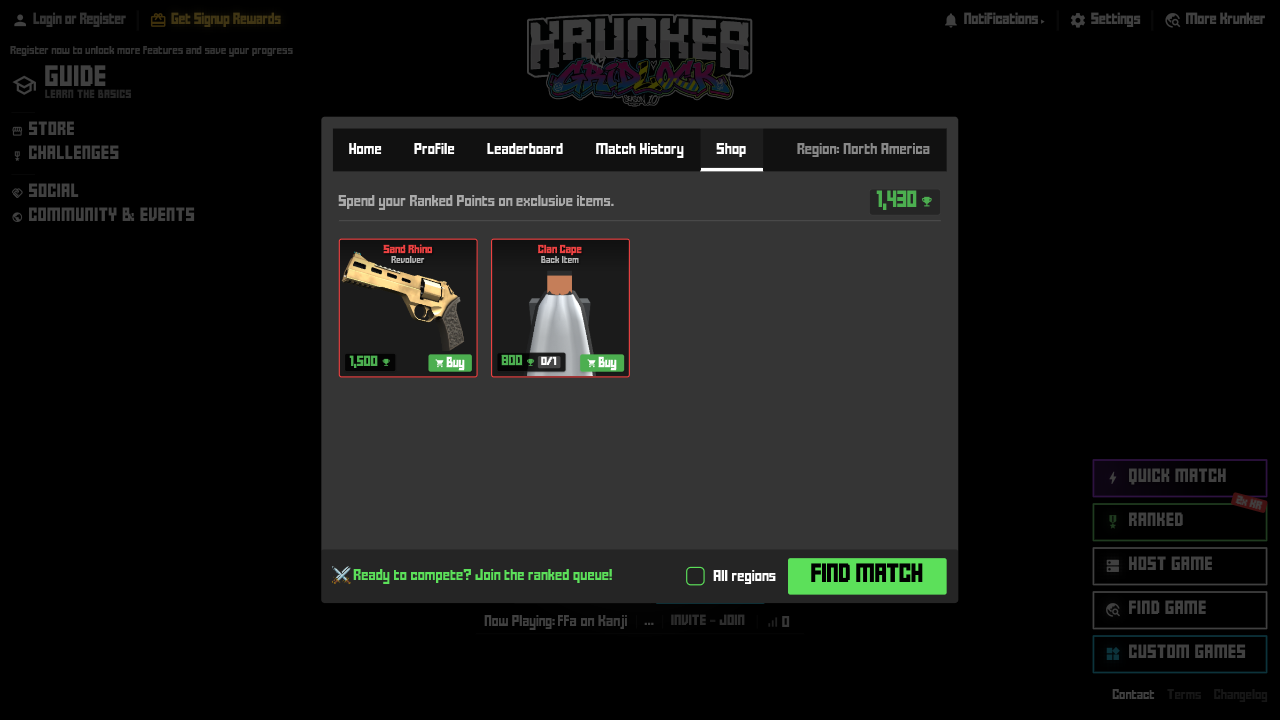 Login or Register
Get Signup Rewards
Register now to unlock more features and save your progress
GUIDE
LEARN THE BASICS
STORE
CHALLENGES
SOCIAL
COMMUNITY & EVENTS
KRUNKER
GRIDLOCK
Notifications
Settings
More Krunker
Home
Profile
Leaderboard
Match History
Shop
Region: North America
Spend your Ranked Points on exclusive items.
1,430
Sand Rhino
Revolver
1,500
Buy
Clan Cape
Back Item
800
0/1
Buy
Ready to compete? Join the ranked queue!
All regions
FIND MATCH
Now Playing: FFA on Kanji
...
INVITE - JOIN
0
QUICK MATCH
2x KR
RANKED
HOST GAME
FIND GAME
CUSTOM GAMES
Contact
Terms
Changelog